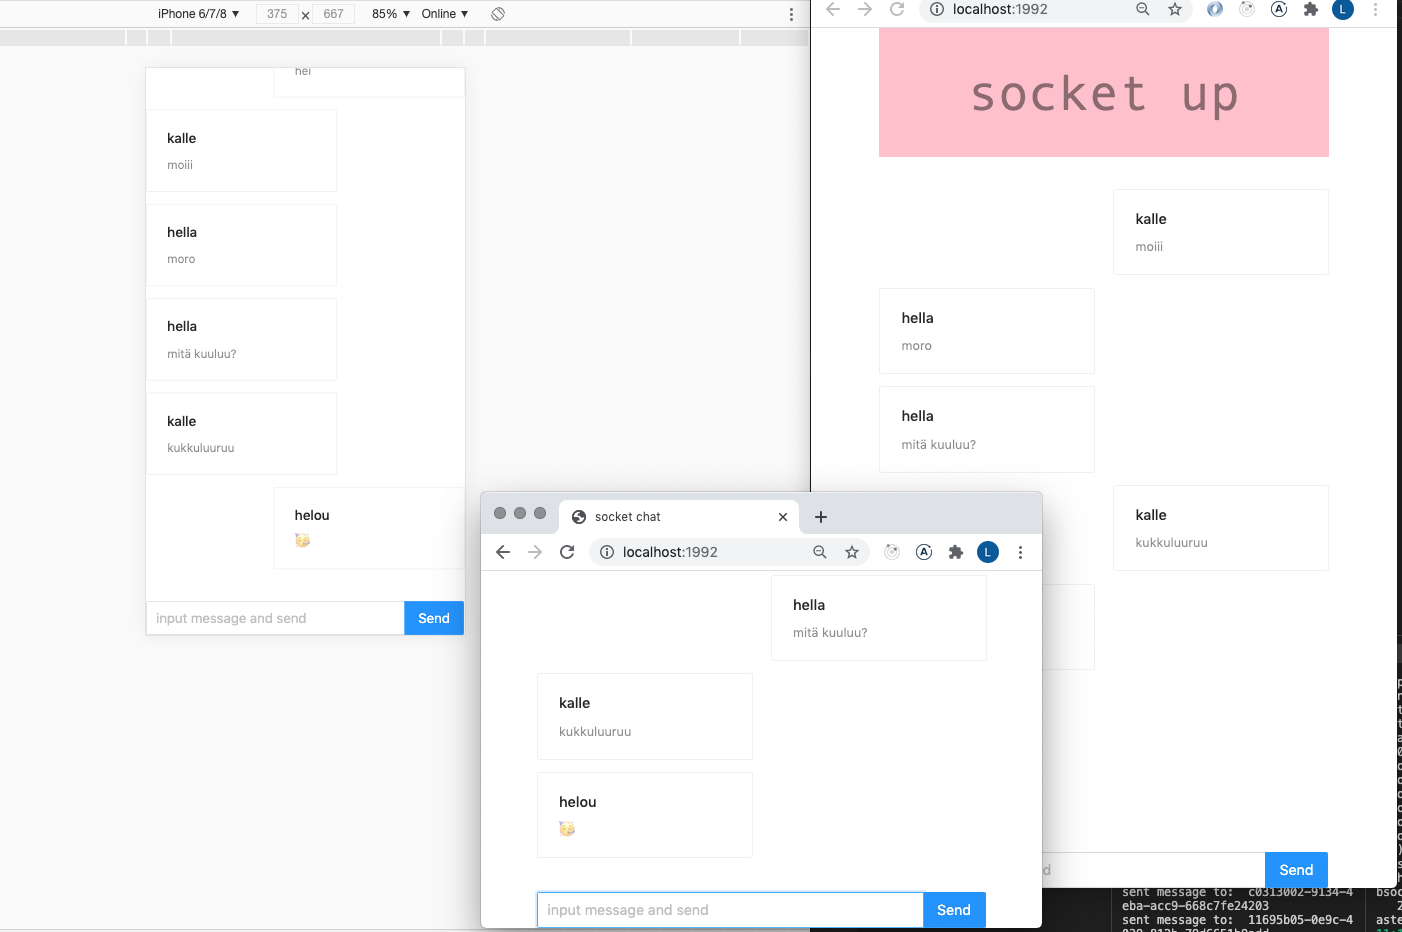 iPhone 6/7/8 ▼ 375 × 667 85% ▼ Online ▼
hei
kalle
moiii
hella
moro
hella
mitä kuuluu?
kalle
kukkuluuruu
helou
🥳
input message and send Send
localhost:1992 L
socket up
kalle
moiii
hella
moro
hella
mitä kuuluu?
kalle
kukkuluuruu
Send
socket chat
localhost:1992 A L
hella
mitä kuuluu?
kalle
kukkuluuruu
helou
🥳
input message and send Send
sent message to: c0313002-9134-4
eba-acc9-668c7fe24203
sent message to: 11695b05-0e9c-4